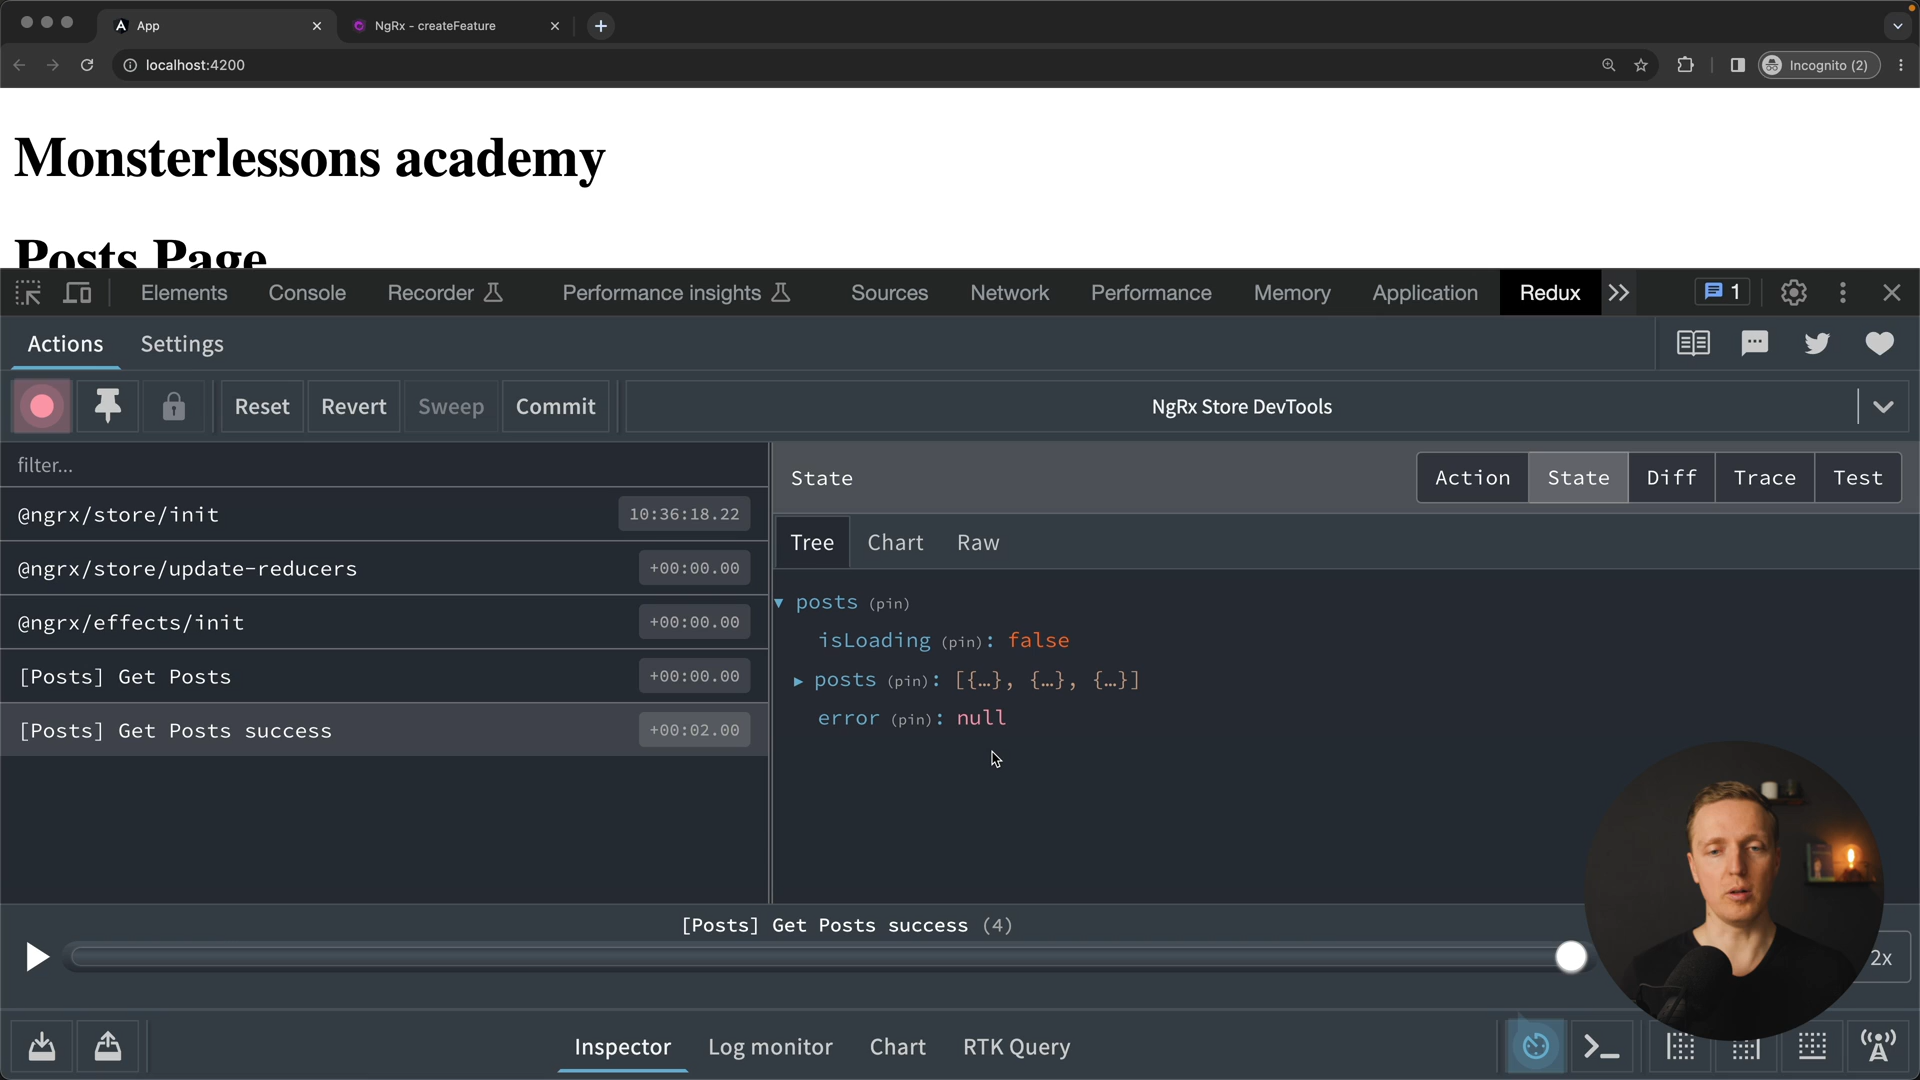 App
NgRx - createFeature
localhost:4200
Incognito (2)
Monsterlessons academy
Posts Page
Elements Console Recorder Performance insights Sources Network Performance Memory Application Redux 1
Actions Settings
Reset Revert Sweep Commit NgRx Store DevTools
filter...
@ngrx/store/init 10:36:18.22
@ngrx/store/update-reducers +00:00.00
@ngrx/effects/init +00:00.00
[Posts] Get Posts +00:00.00
[Posts] Get Posts success +00:02.00
State Action State Diff Trace Test
Tree Chart Raw
posts (pin)
isLoading (pin): false
posts (pin): [{…}, {…}, {…}]
error (pin): null
[Posts] Get Posts success (4)
2x
Inspector Log monitor Chart RTK Query